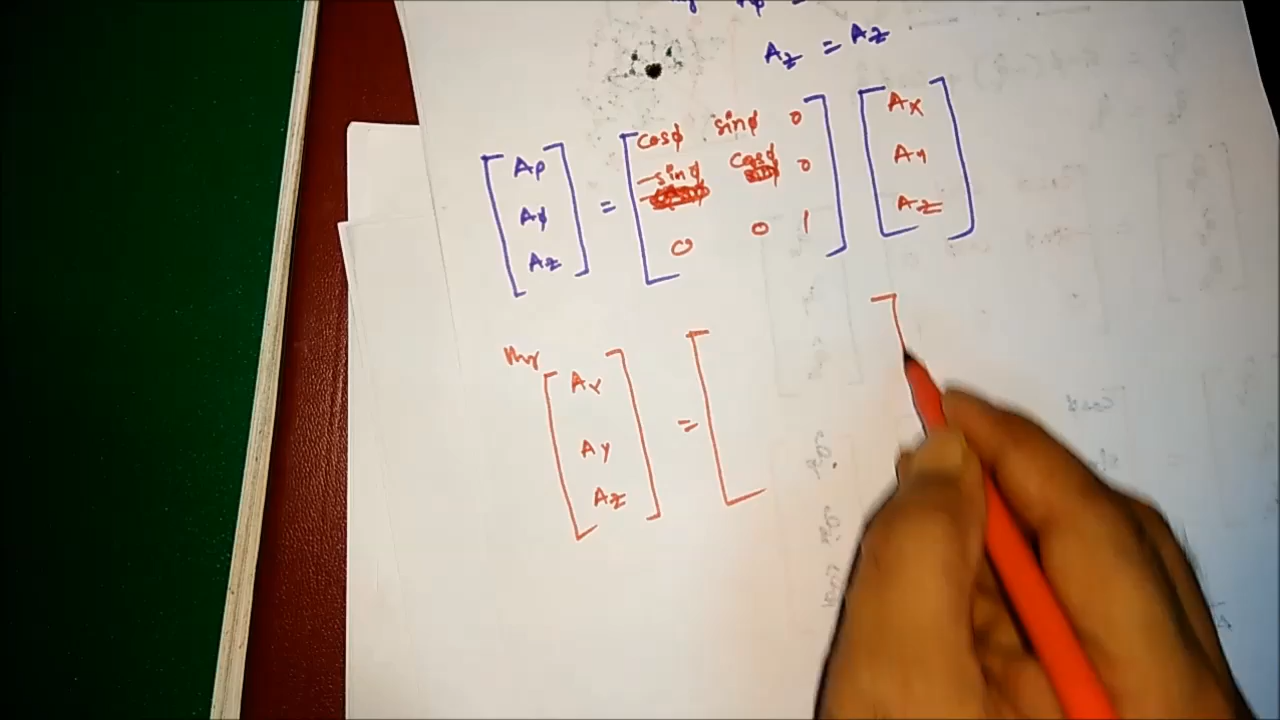 Az = Az
[Aρ Aφ Az] = [cosφ sinφ 0 -sinφ cosφ 0 0 0 1] [Ax Ay Az]
[Ax Ay Az] = [ ]